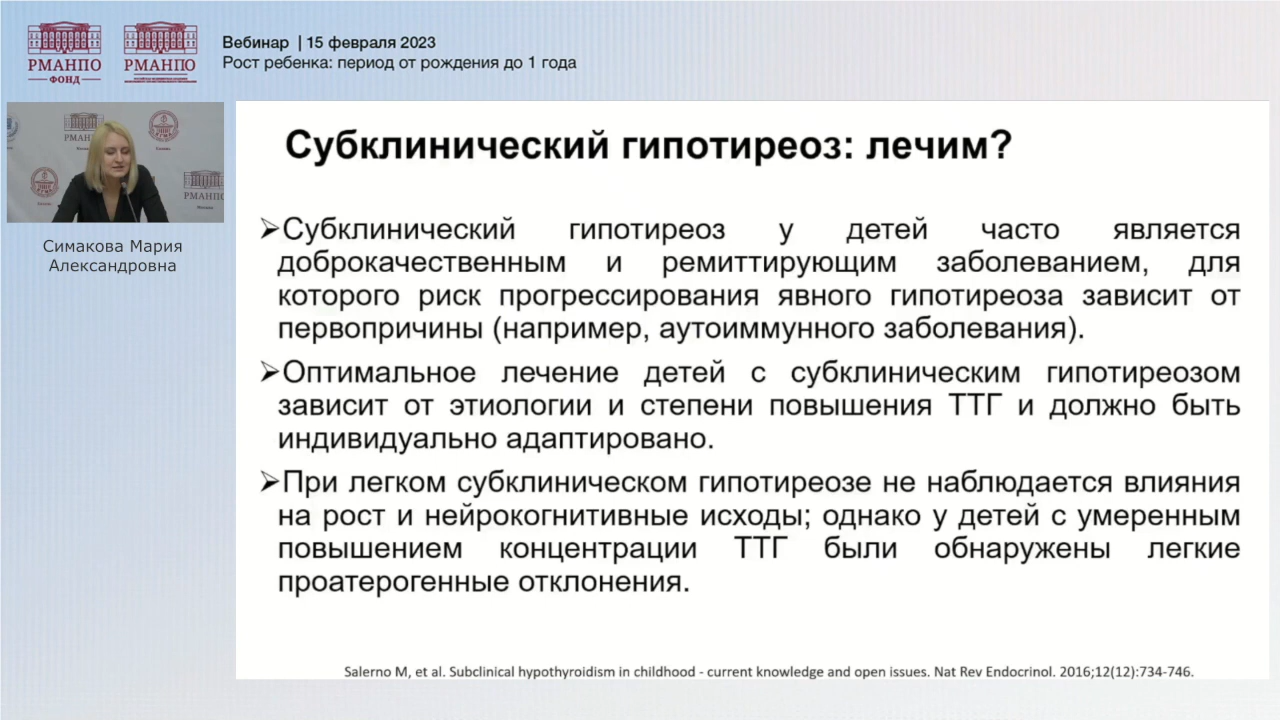 РМАНПО
ФОНД
РМАНПО
Вебинар | 15 февраля 2023
Рост ребенка: период от рождения до 1 года
РМАНПО
РМАНПО
Симакова Мария
Александровна
Субклинический гипотиреоз: лечим?
➢Субклинический гипотиреоз у детей часто является
доброкачественным и ремиттирующим заболеванием, для
которого риск прогрессирования явного гипотиреоза зависит от
первопричины (например, аутоиммунного заболевания).
➢Оптимальное лечение детей с субклиническим гипотиреозом
зависит от этиологии и степени повышения ТТГ и должно быть
индивидуально адаптировано.
➢При легком субклиническом гипотиреозе не наблюдается влияния
на рост и нейрокогнитивные исходы; однако у детей с умеренным
повышением концентрации ТТГ были обнаружены легкие
проатерогенные отклонения.
Salerno M, et al. Subclinical hypothyroidism in childhood - current knowledge and open issues. Nat Rev Endocrinol. 2016;12(12):734-746.